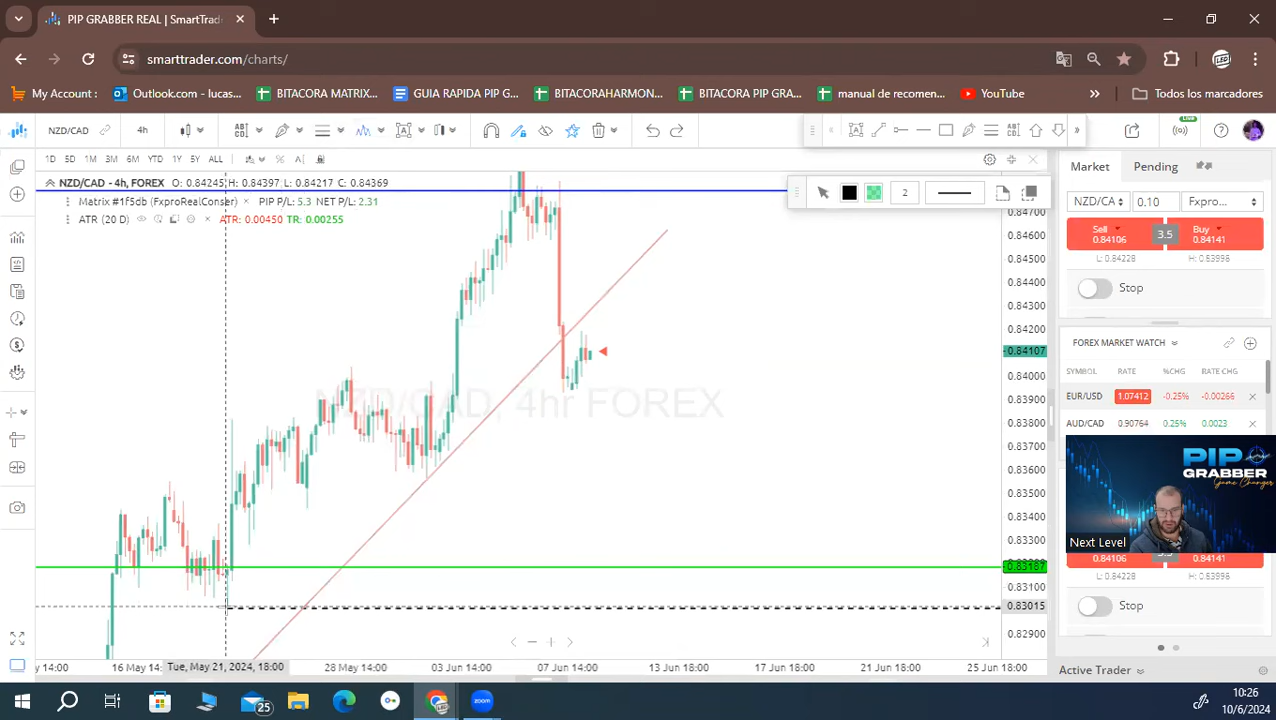 PIP GRABBER REAL | SmartTrad
smarttrader.com/charts/
My Account :
Outlook.com - lucas...
BITACORA MATRIX...
GUIA RAPIDA PIP G...
BITACORAHARMON...
BITACORA PIP GRA...
manual de recomen...
YouTube
Todos los marcadores
NZD/CAD
4h
LIVE
1D 5D 1M 3M 6M YTD 1Y 5Y ALL
NZD/CAD - 4h, FOREX O: 0.84245 H: 0.84397 L: 0.84217 C: 0.84369
Matrix #1f5db (FxproRealConser) × PIP P/L: 5.3 NET P/L: 2.31
ATR (20 D) ATR: 0.00450 TR: 0.00255
2
NZD/CAD, 4hr FOREX
0.84700
0.84600
0.84500
0.84400
0.84300
0.84200
0.84107
0.84000
0.83900
0.83800
0.83700
0.83600
0.83500
0.83400
0.83300
0.83187
0.83100
0.83015
0.82900
y 14:00
16 May 14:
Tue, May 21, 2024, 18:00
28 May 14:00
03 Jun 14:00
07 Jun 14:00
13 Jun 18:00
17 Jun 18:00
21 Jun 18:00
25 Jun 18:00
Market
Pending
NZD/CA
0.10
Fxpro...
Sell
0.84106
3.5
Buy
0.84141
L: 0.84228
H: 0.53998
Stop
FOREX MARKET WATCH
SYMBOL RATE %CHG RATE CHG
EUR/USD 1.07412 -0.25% -0.00266
AUD/CAD 0.90764 0.25% 0.0023
PIP
GRABBER
Game Changer
Next Level
0.84106
0.84141
L: 0.84228
H: 0.53998
Stop
Active Trader
25
zoom
10:26
10/6/2024